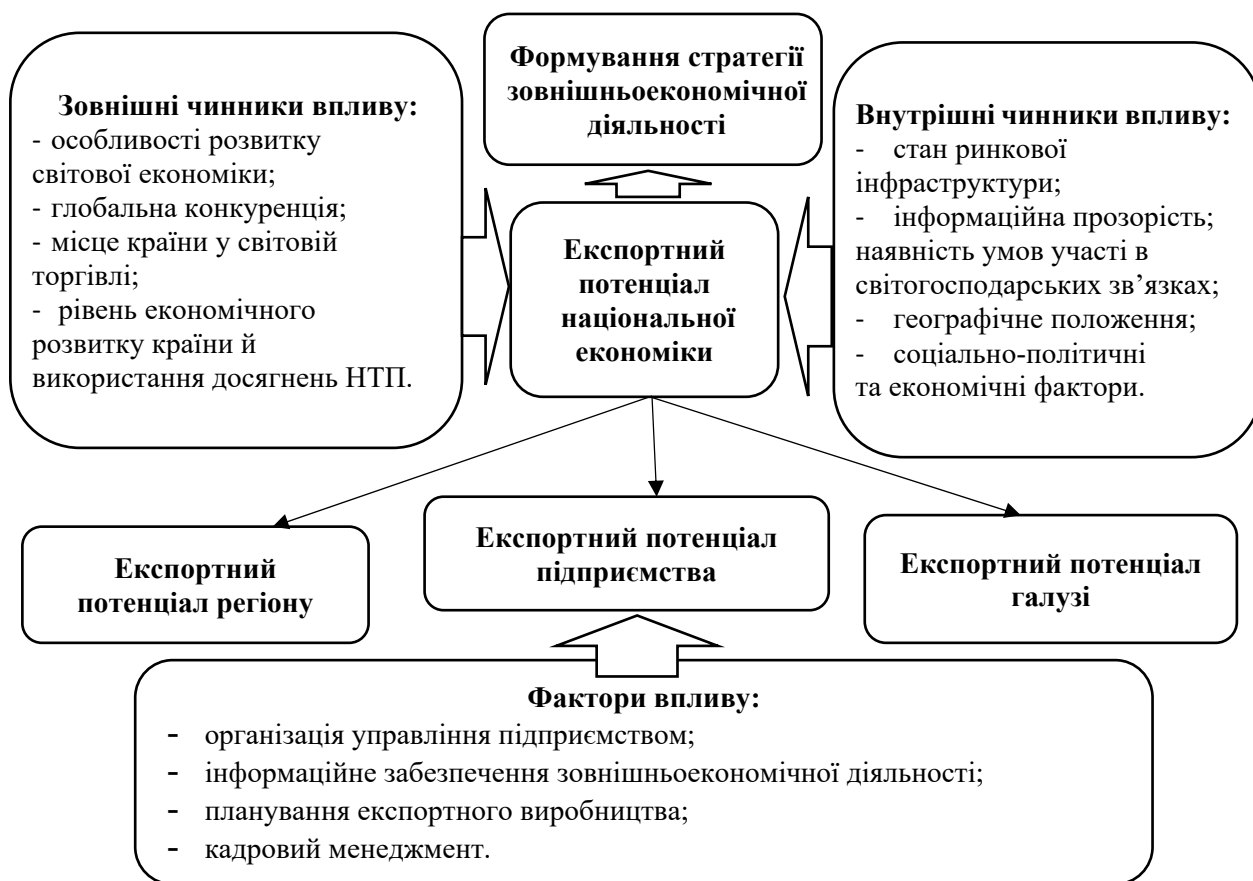 Формування стратегії
зовнішньоекономічної
діяльності
Зовнішні чинники впливу:
- особливості розвитку
світової економіки;
- глобальна конкуренція;
- місце країни у світовій
торгівлі;
- рівень економічного
розвитку країни й
використання досягнень НТП.
Експортний
потенціал
національної
економіки
Внутрішні чинники впливу:
- стан ринкової
інфраструктури;
- інформаційна прозорість;
наявність умов участі в
світогосподарських зв’язках;
- географічне положення;
- соціально-політичні
та економічні фактори.
Експортний
потенціал регіону
Експортний потенціал
підприємства
Експортний потенціал
галузі
Фактори впливу:
- організація управління підприємством;
- інформаційне забезпечення зовнішньоекономічної діяльності;
- планування експортного виробництва;
- кадровий менеджмент.